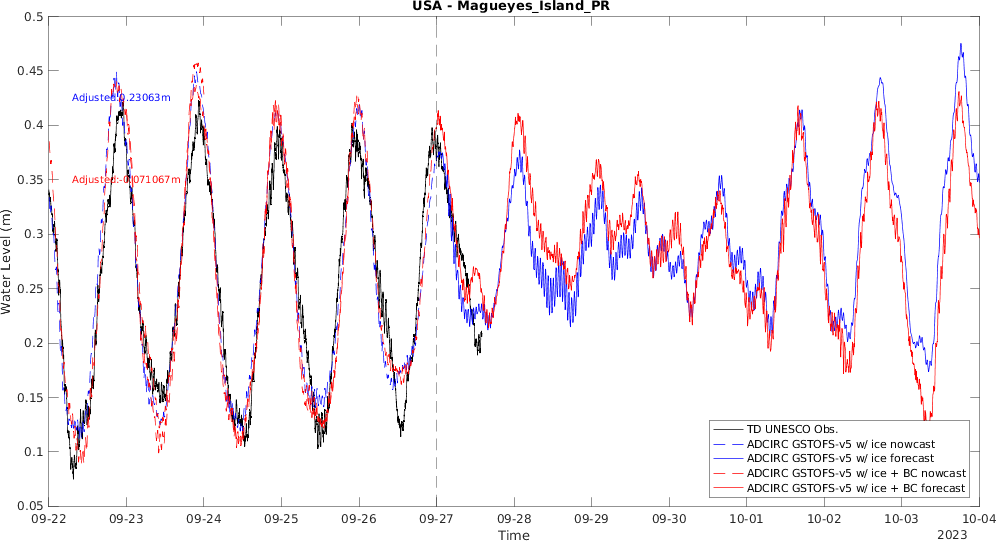 USA - Magueyes_Island_PR
Water Level (m)
0.5
0.45
0.4
0.35
0.3
0.25
0.2
0.15
0.1
0.05
Adjusted:0.23063m
Adjusted:-0.071067m
TD UNESCO Obs.
ADCIRC GSTOFS-v5 w/ ice nowcast
ADCIRC GSTOFS-v5 w/ ice forecast
ADCIRC GSTOFS-v5 w/ ice + BC nowcast
ADCIRC GSTOFS-v5 w/ ice + BC forecast
09-22 09-23 09-24 09-25 09-26 09-27 09-28 09-29 09-30 10-01 10-02 10-03 10-04
Time
2023